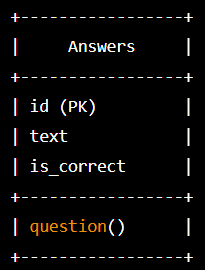 +-----------------+
|     Answers     |
+-----------------+
| id (PK)         |
| text            |
| is_correct      |
+-----------------+
| question()      |
+-----------------+